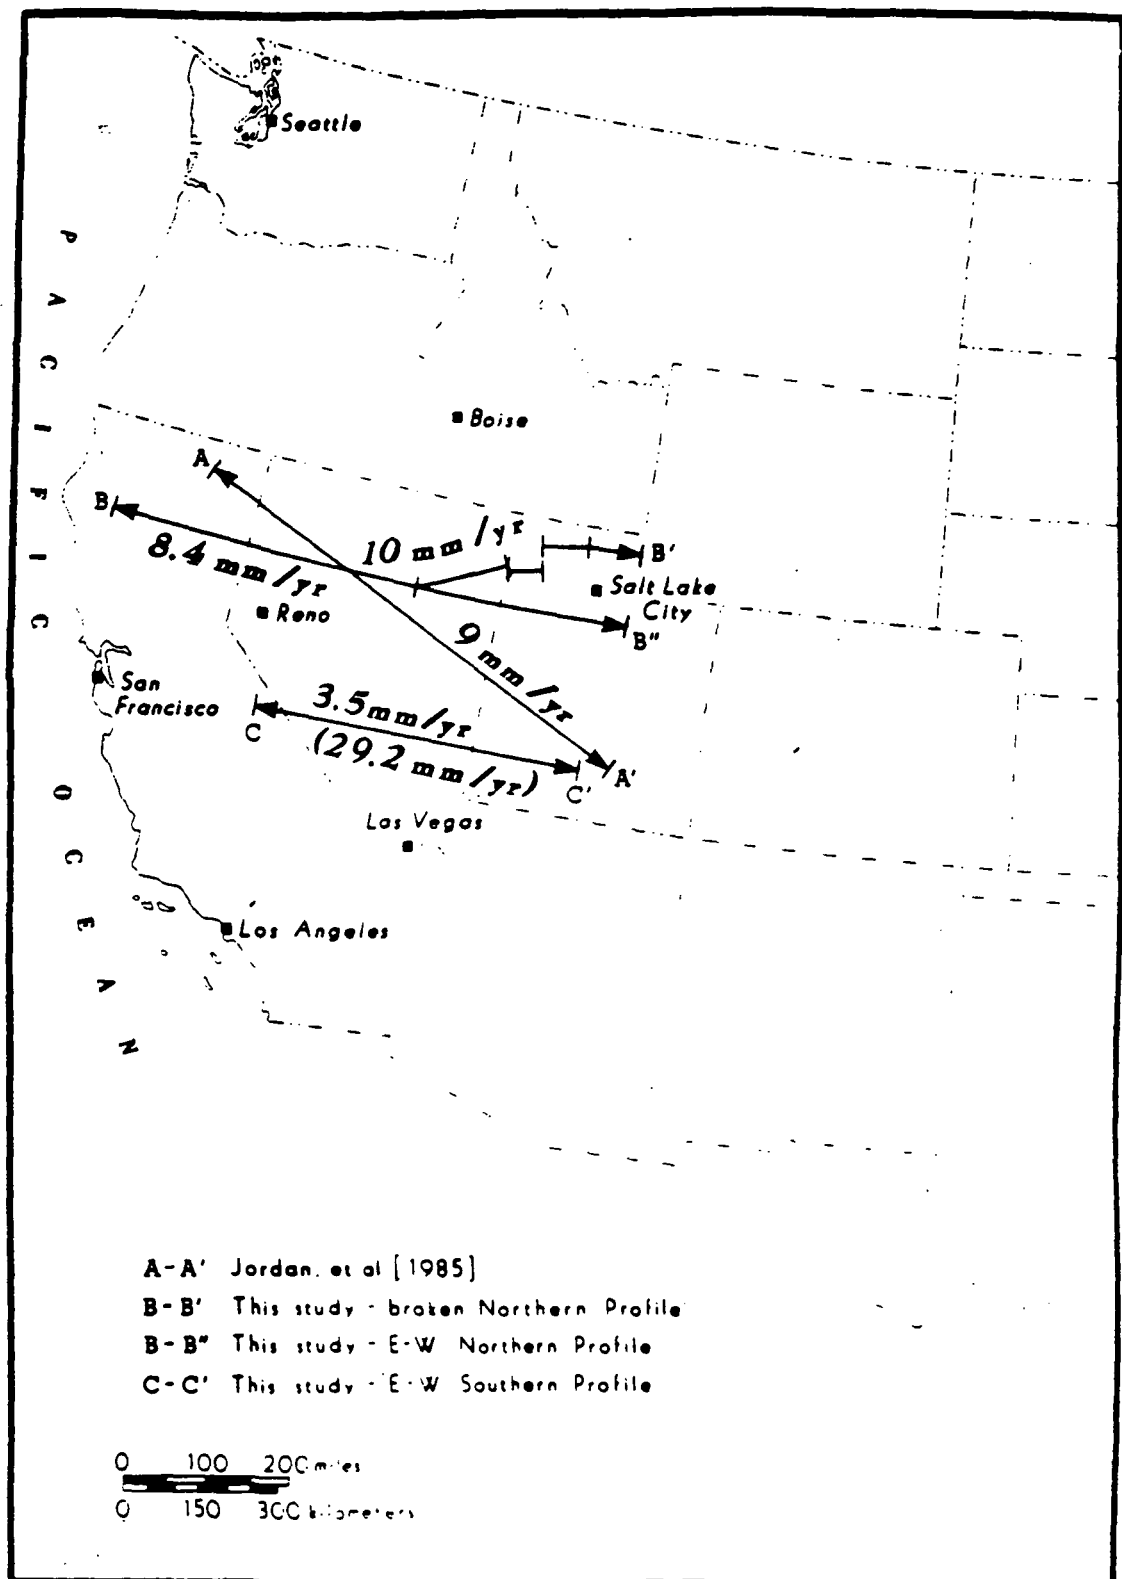 Seattle
PACIFIC OCEAN
Boise
A
B
8.4 mm/yr
10 mm/yr
B'
Salt Lake
City
B"
Reno
9 mm/yr
San
Francisco
3.5mm/yr
(29.2 mm/yr)
C
C'
A'
Las Vegas
Los Angeles
A-A' Jordan, et al [1985]
B-B' This study - broken Northern Profile
B-B" This study - E-W Northern Profile
C-C' This study - E-W Southern Profile
0 100 200 miles
0 150 300 kilometers